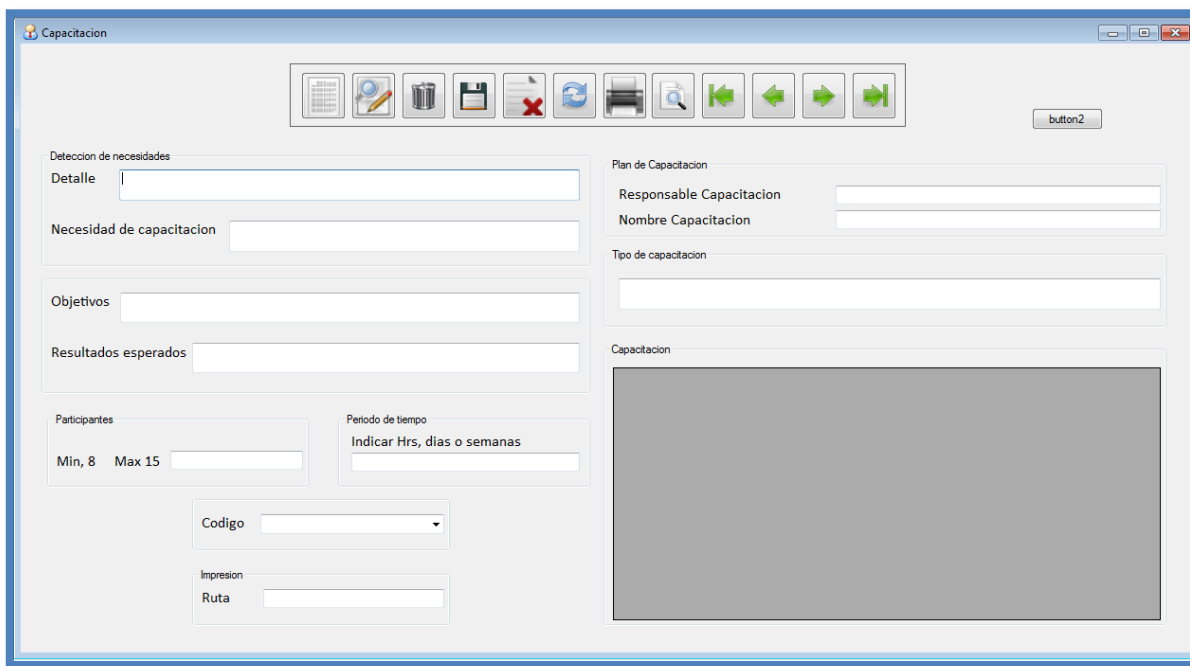 Capacitacion
button2
Deteccion de necesidades
Detalle
Necesidad de capacitacion
Objetivos
Resultados esperados
Participantes
Min, 8 Max 15
Periodo de tiempo
Indicar Hrs, dias o semanas
Codigo
Impresion
Ruta
Plan de Capacitacion
Responsable Capacitacion
Nombre Capacitacion
Tipo de capacitacion
Capacitacion